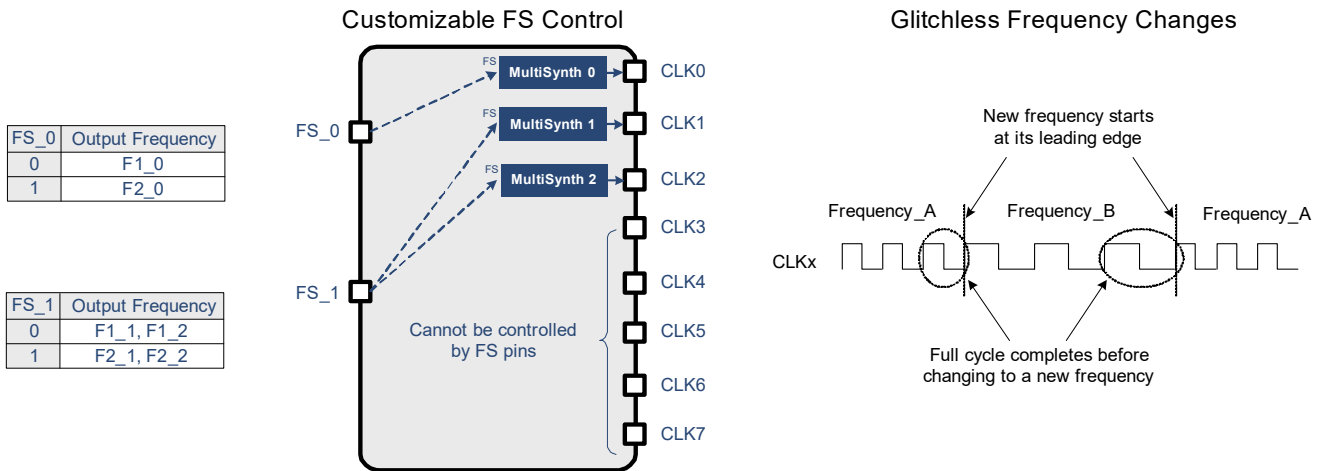 Customizable FS Control
Glitchless Frequency Changes
FS_0 Output Frequency
0 F1_0
1 F2_0
FS_1 Output Frequency
0 F1_1, F1_2
1 F2_1, F2_2
FS_0
FS_1
FS
MultiSynth 0
CLK0
FS
MultiSynth 1
CLK1
FS
MultiSynth 2
CLK2
CLK3
CLK4
CLK5
CLK6
CLK7
Cannot be controlled
by FS pins
New frequency starts
at its leading edge
Frequency_A
Frequency_B
Frequency_A
CLKx
Full cycle completes before
changing to a new frequency